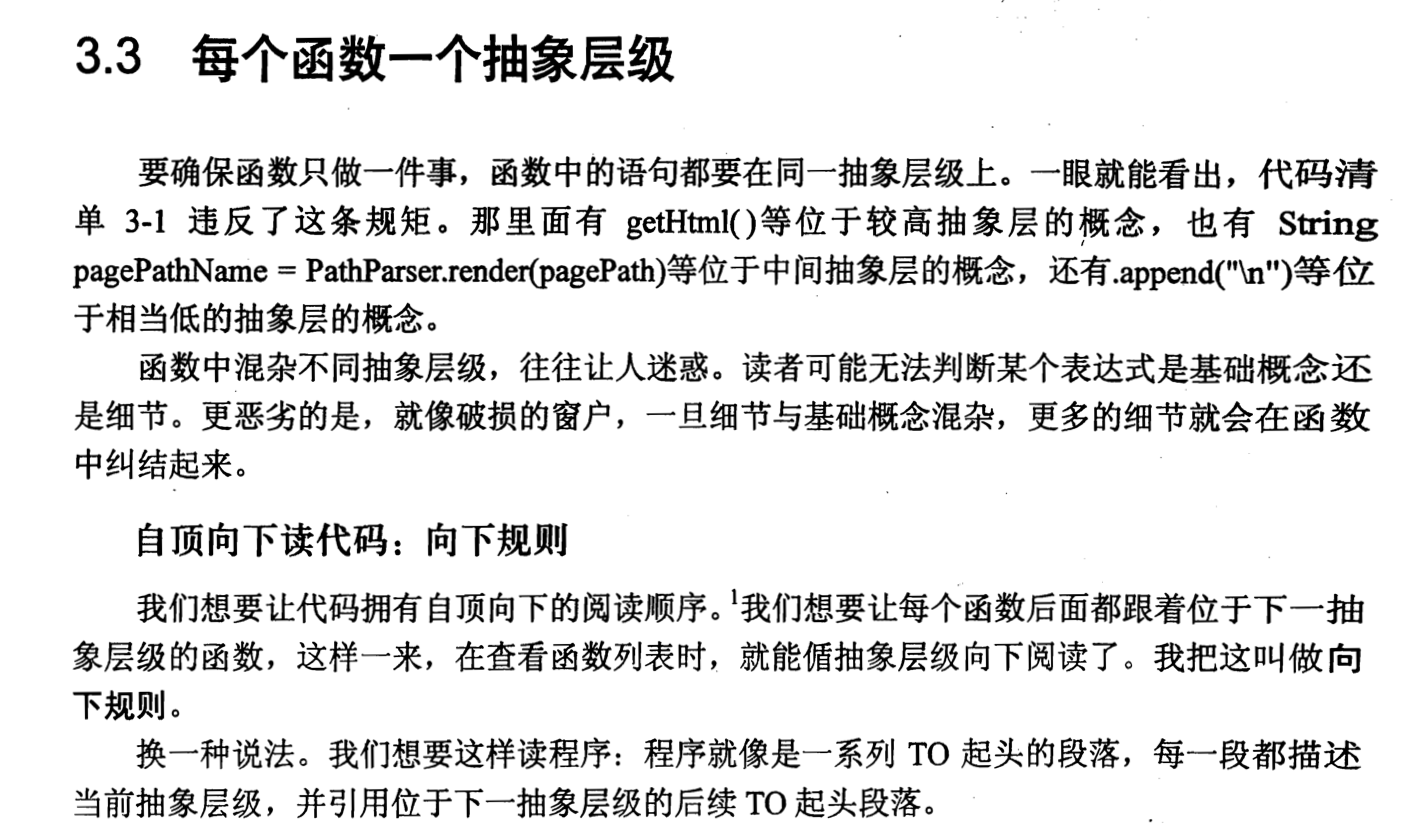 3.3 每个函数一个抽象层级
要确保函数只做一件事，函数中的语句都要在同一抽象层级上。一眼就能看出，代码清
单 3-1 违反了这条规矩。那里面有 getHtml()等位于较高抽象层的概念，也有 String
pagePathName = PathParser.render(pagePath)等位于中间抽象层的概念，还有.append("\n")等位
于相当低的抽象层的概念。
函数中混杂不同抽象层级，往往让人迷惑。读者可能无法判断某个表达式是基础概念还
是细节。更恶劣的是，就像破损的窗户，一旦细节与基础概念混杂，更多的细节就会在函数
中纠结起来。
自顶向下读代码：向下规则
我们想要让代码拥有自顶向下的阅读顺序。¹我们想要让每个函数后面都跟着位于下一抽
象层级的函数，这样一来，在查看函数列表时，就能循抽象层级向下阅读了。我把这叫做向
下规则。
换一种说法。我们想要这样读程序：程序就像是一系列 TO 起头的段落，每一段都描述
当前抽象层级，并引用位于下一抽象层级的后续 TO 起头段落。